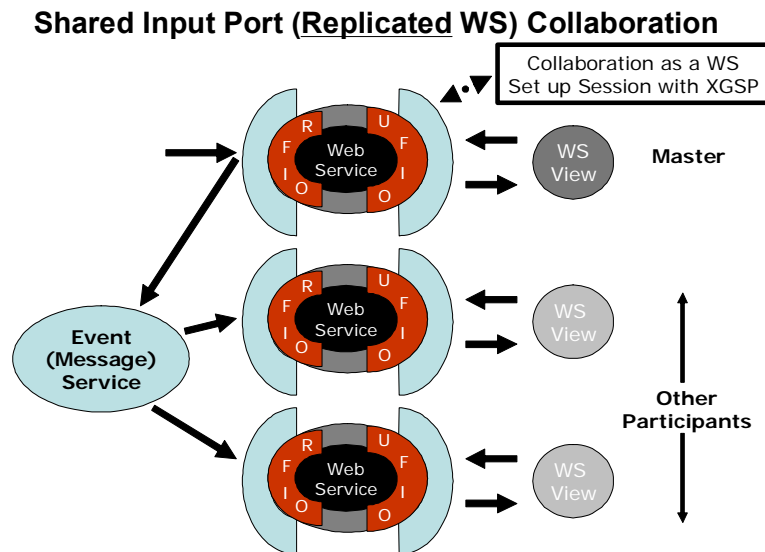 Shared Input Port (Replicated WS) Collaboration
Collaboration as a WS
Set up Session with XGSP
R
F
I
O
Web
Service
U
F
I
O
WS
View
Master
R
F
I
O
Web
Service
U
F
I
O
WS
View
Event
(Message)
Service
Other
Participants
R
F
I
O
Web
Service
U
F
I
O
WS
View